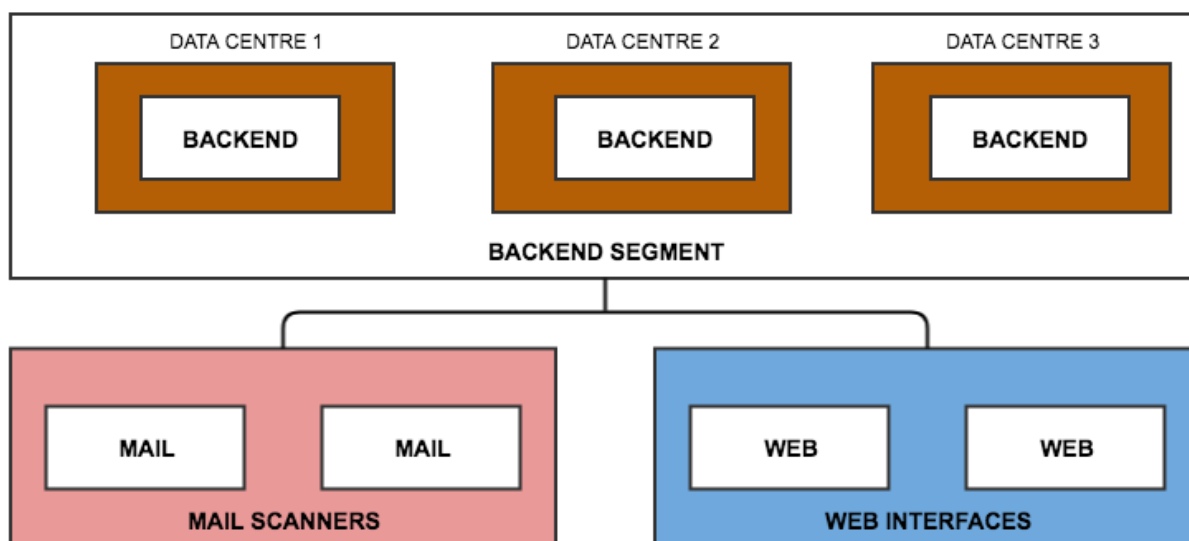 DATA CENTRE 1 DATA CENTRE 2 DATA CENTRE 3
BACKEND BACKEND BACKEND
BACKEND SEGMENT
MAIL MAIL WEB WEB
MAIL SCANNERS WEB INTERFACES